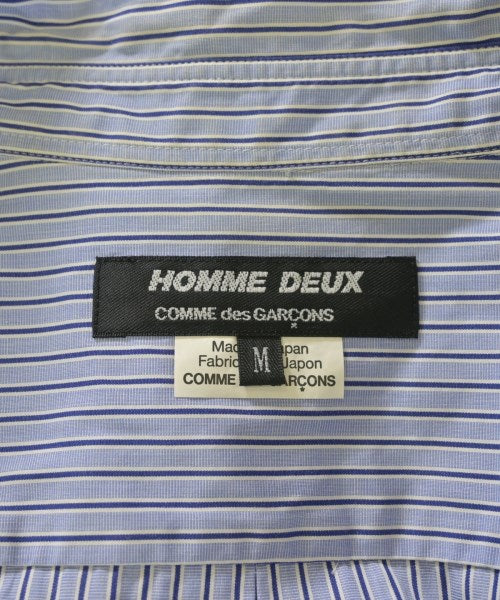 HOMME DEUX
COMME des GARÇONS
M
Mad apan
Fabric Japon
COMME ARÇONS